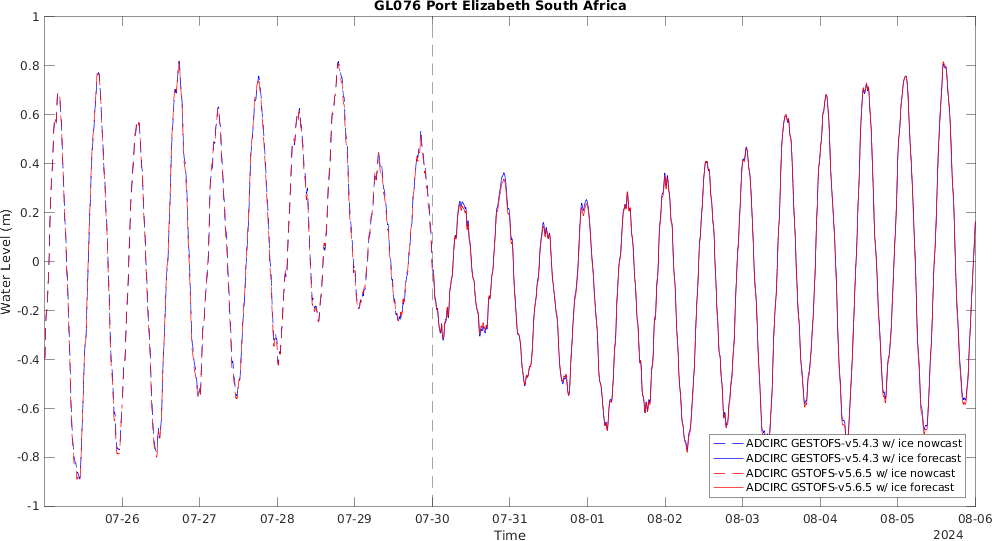 GL076 Port Elizabeth South Africa
1
0.8
0.6
0.4
0.2
0
-0.2
-0.4
-0.6
-0.8
-1
Water Level (m)
ADCIRC GESTOFS-v5.4.3 w/ ice nowcast
ADCIRC GESTOFS-v5.4.3 w/ ice forecast
ADCIRC GSTOFS-v5.6.5 w/ ice nowcast
ADCIRC GSTOFS-v5.6.5 w/ ice forecast
07-26 07-27 07-28 07-29 07-30 07-31 08-01 08-02 08-03 08-04 08-05 08-06
Time 2024